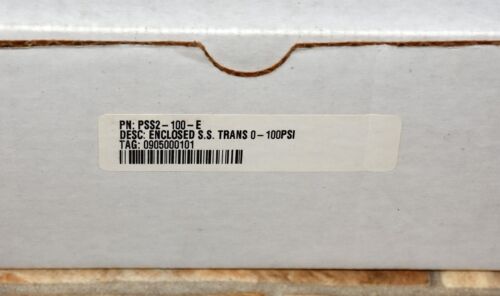 PN: PSS2-100-E
DESC: ENCLOSED S.S. TRANS 0-100PSI
TAG: 0905000101